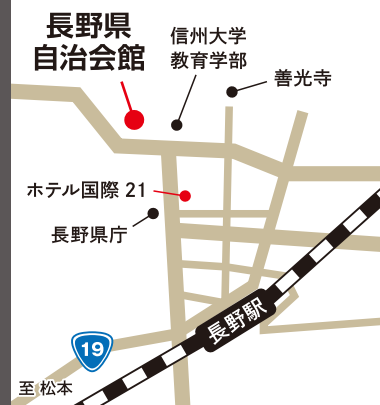 長野県
自治会館
信州大学
教育学部
善光寺
ホテル国際 21
長野県庁
長野駅
19
至 松本